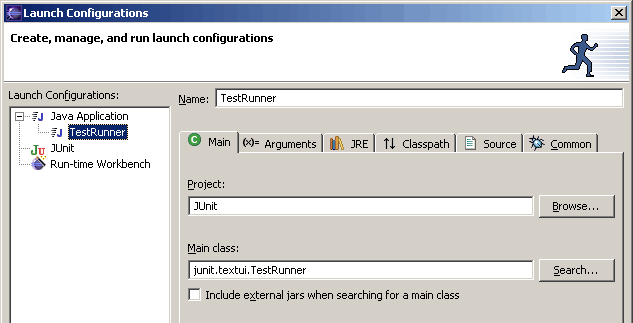 Launch Configurations
Create, manage, and run launch configurations
Launch Configurations:
Java Application
TestRunner
JUnit
Run-time Workbench
Name: TestRunner
Main (x)= Arguments JRE Classpath Source Common
Project:
JUnit Browse...
Main class:
junit.textui.TestRunner Search...
Include external jars when searching for a main class